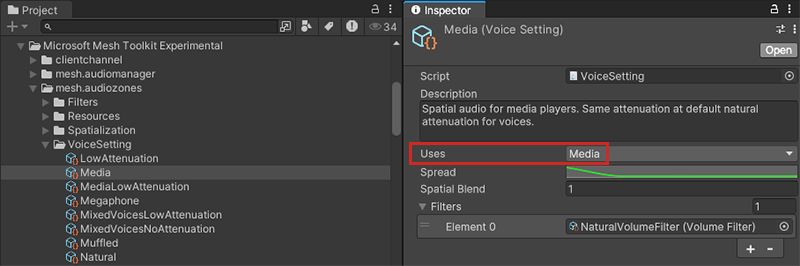 Project
34
Microsoft Mesh Toolkit Experimental
clientchannel
mesh.audiomanager
mesh.audiozones
Filters
Resources
Spatialization
VoiceSetting
LowAttenuation
Media
MediaLowAttenuation
Megaphone
MixedVoicesLowAttenuation
MixedVoicesNoAttenuation
Muffled
Natural
Inspector
Media (Voice Setting)
Open
Script VoiceSetting
Description
Spatial audio for media players. Same attenuation at default natural
attenuation for voices.
Uses Media
Spread
Spatial Blend 1
Filters 1
Element 0 NaturalVolumeFilter (Volume Filter)
+ -